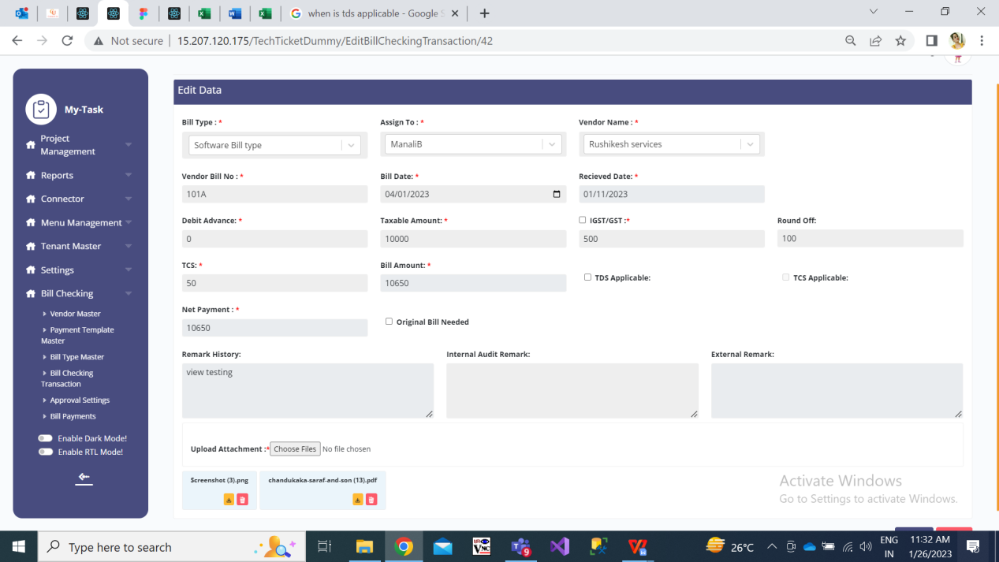 when is tds applicable - Google S
Not secure | 15.207.120.175/TechTicketDummy/EditBillCheckingTransaction/42
My-Task
Project
Management
Reports
Connector
Menu Management
Tenant Master
Settings
Bill Checking
Vendor Master
Payment Template
Master
Bill Type Master
Bill Checking
Transaction
Approval Settings
Bill Payments
Enable Dark Mode!
Enable RTL Mode!
Edit Data
Bill Type : * Assign To : * Vendor Name : *
Software Bill type ManaliB Rushikesh services
Vendor Bill No : * Bill Date: * Recieved Date: *
101A 04/01/2023 01/11/2023
Debit Advance: * Taxable Amount: * IGST/GST :* Round Off:
0 10000 500 100
TCS: * Bill Amount: * TDS Applicable: TCS Applicable:
50 10650
Net Payment : * Original Bill Needed
10650
Remark History: Internal Audit Remark: External Remark:
view testing
Upload Attachment :* Choose Files No file chosen
Screenshot (3).png chandukaka-saraf-and-son (13).pdf
Activate Windows
Go to Settings to activate Windows.
Type here to search
9
26°C
ENG
IN
11:32 AM
1/26/2023